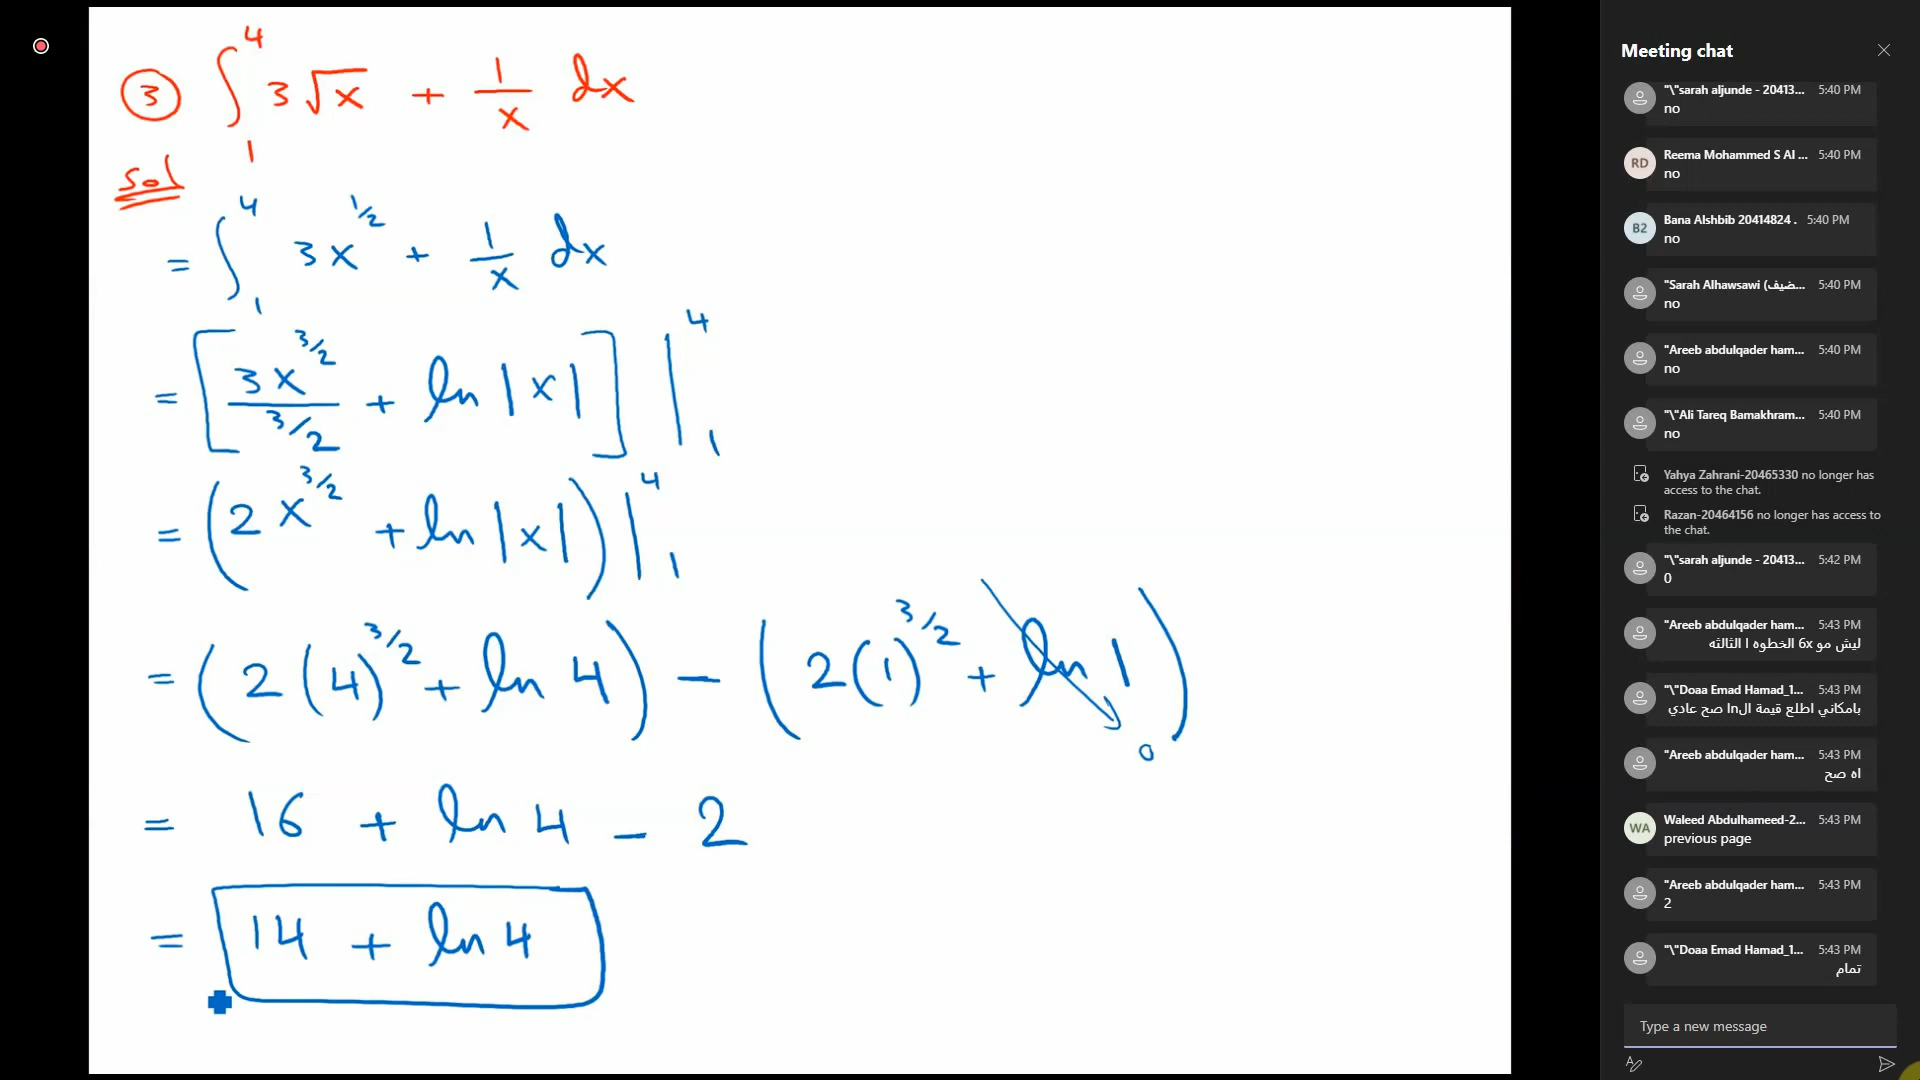 ③ ∫₁⁴ 3√x + 1/x dx
Sol
= ∫₁⁴ 3x^1/2 + 1/x dx
= [3x^3/2 / 3/2 + ln|x|] |₁⁴
= (2x^3/2 + ln|x|) |₁⁴
= (2(4)^3/2 + ln 4) − (2(1)^3/2 + ln 1) 0
= 16 + ln 4 − 2
= 14 + ln 4
Meeting chat
"\"sarah aljunde - 20413... 5:40 PM
no
RD
Reema Mohammed S Al ... 5:40 PM
no
B2
Bana Alshbib 20414824 . 5:40 PM
no
"Sarah Alhawsawi (ضيف... 5:40 PM
no
"Areeb abdulqader ham... 5:40 PM
no
"\"Ali Tareq Bamakhram... 5:40 PM
no
Yahya Zahrani-20465330 no longer has
access to the chat.
Razan-20464156 no longer has access to
the chat.
"\"sarah aljunde - 20413... 5:42 PM
0
"Areeb abdulqader ham... 5:43 PM
ليش مو 6x الخطوه ا الثالثه
"\"Doaa Emad Hamad_1... 5:43 PM
بامكاني اطلع قيمة الln صح عادي
"Areeb abdulqader ham... 5:43 PM
اه صح
WA
Waleed Abdulhameed-2... 5:43 PM
previous page
"Areeb abdulqader ham... 5:43 PM
2
"\"Doaa Emad Hamad_1... 5:43 PM
تمام
Type a new message